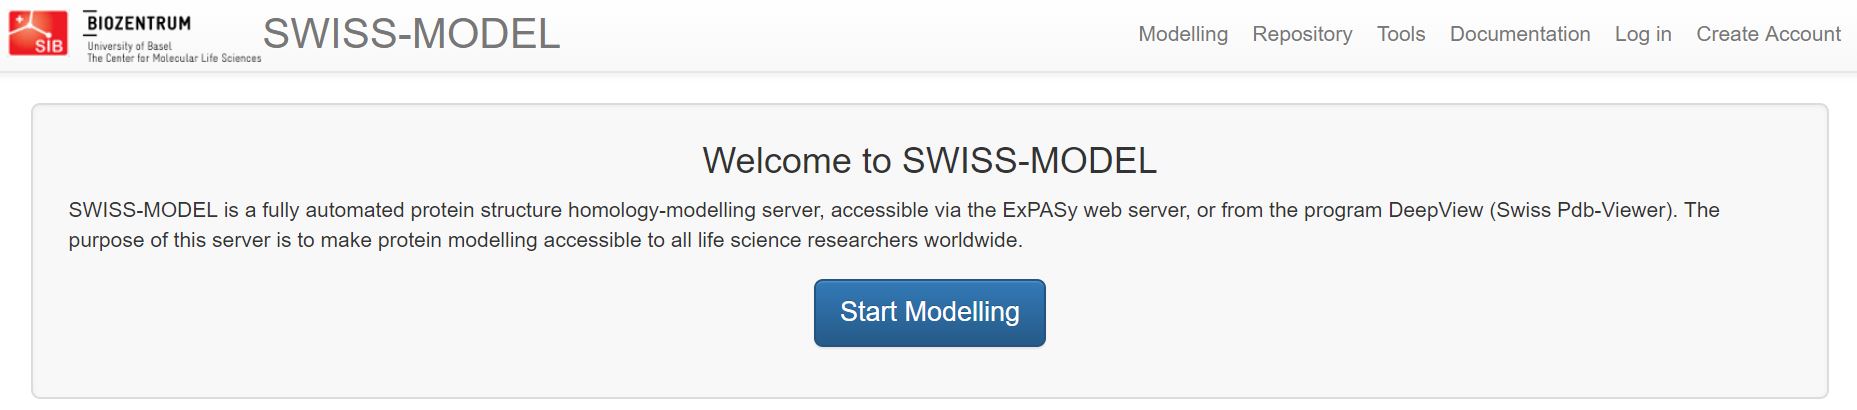 SIB
BIOZENTRUM
University of Basel
The Center for Molecular Life Sciences
SWISS-MODEL
Modelling Repository Tools Documentation Log in Create Account
Welcome to SWISS-MODEL
SWISS-MODEL is a fully automated protein structure homology-modelling server, accessible via the ExPASy web server, or from the program DeepView (Swiss Pdb-Viewer). The
purpose of this server is to make protein modelling accessible to all life science researchers worldwide.
Start Modelling